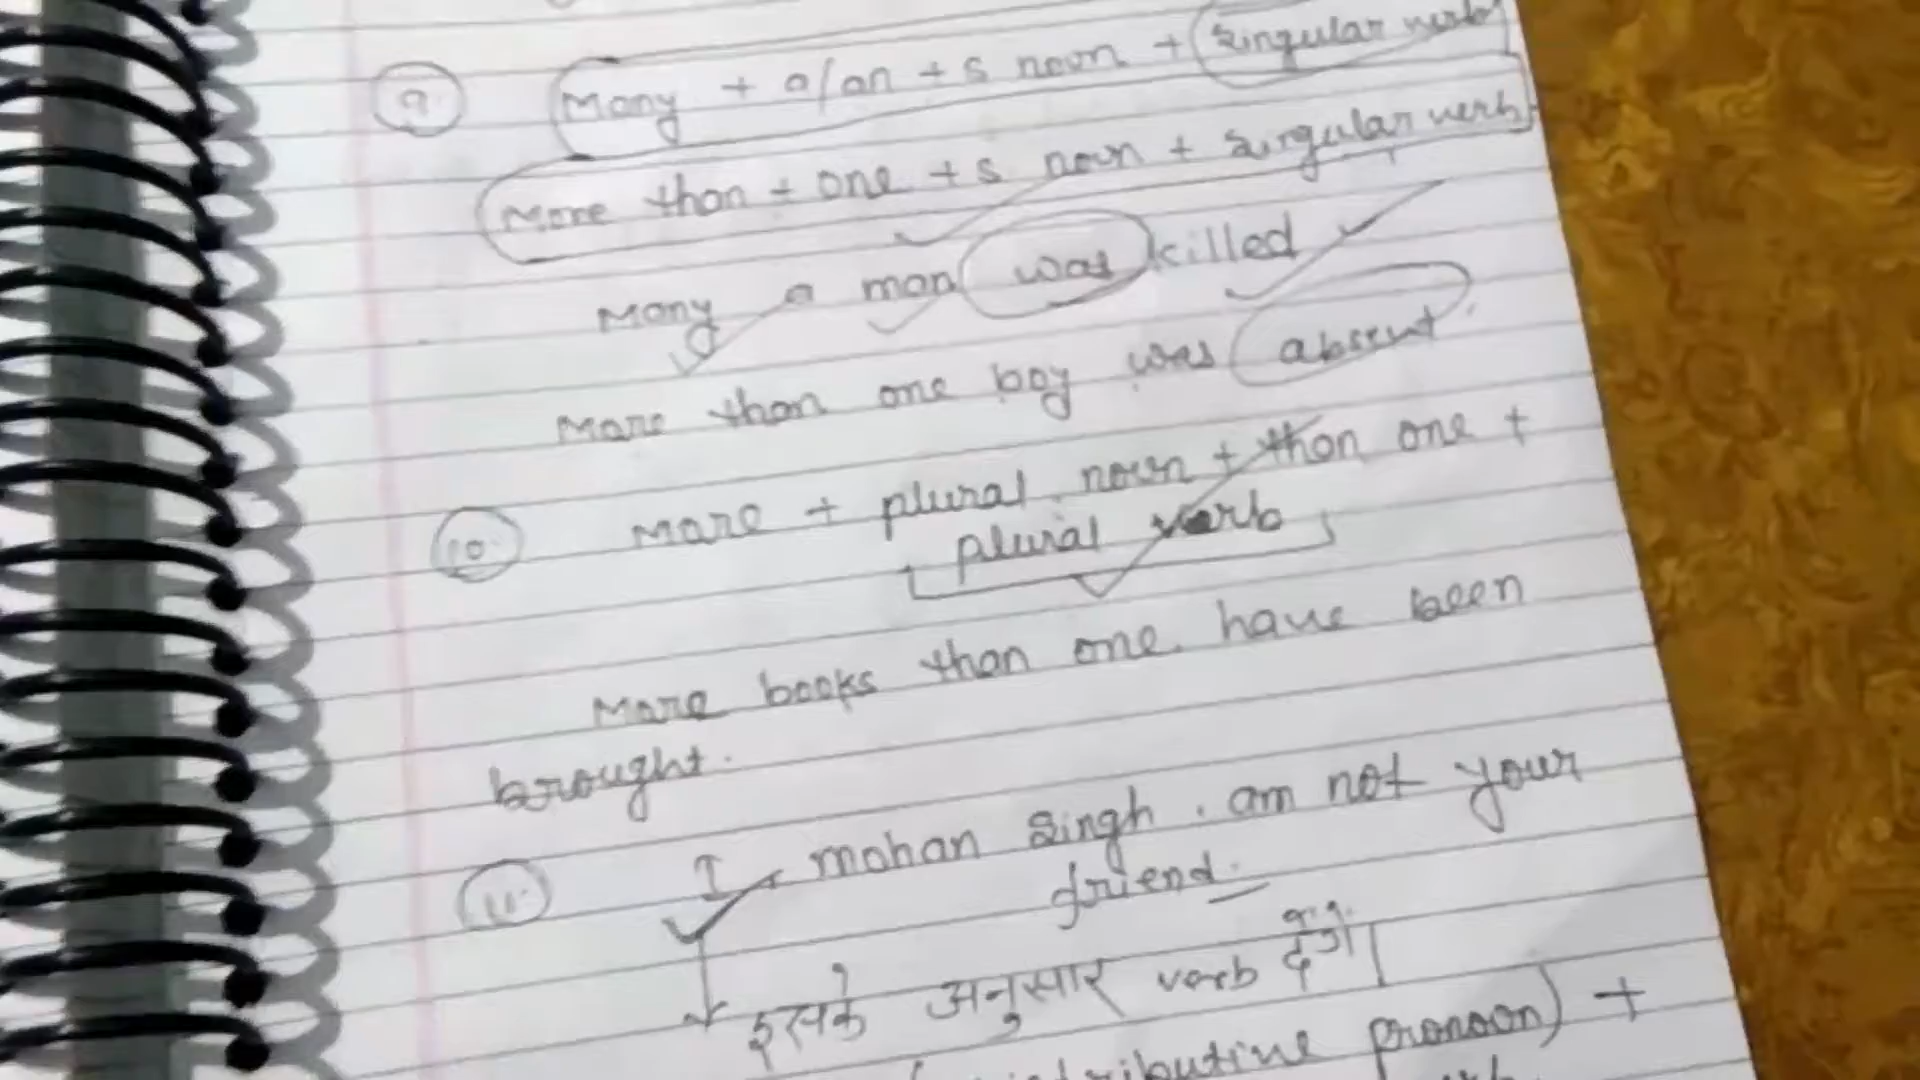 9. Many + a/an + s noun + singular verb
More than + one + s noun + singular verb
Many a man was killed
More than one boy was absent.
10. More + plural noun + than one +
plural verb
More books than one have been
brought.
11. I, mohan singh, am not your
friend.
इसके अनुसार verb देंगे।
distributive pronoun) +